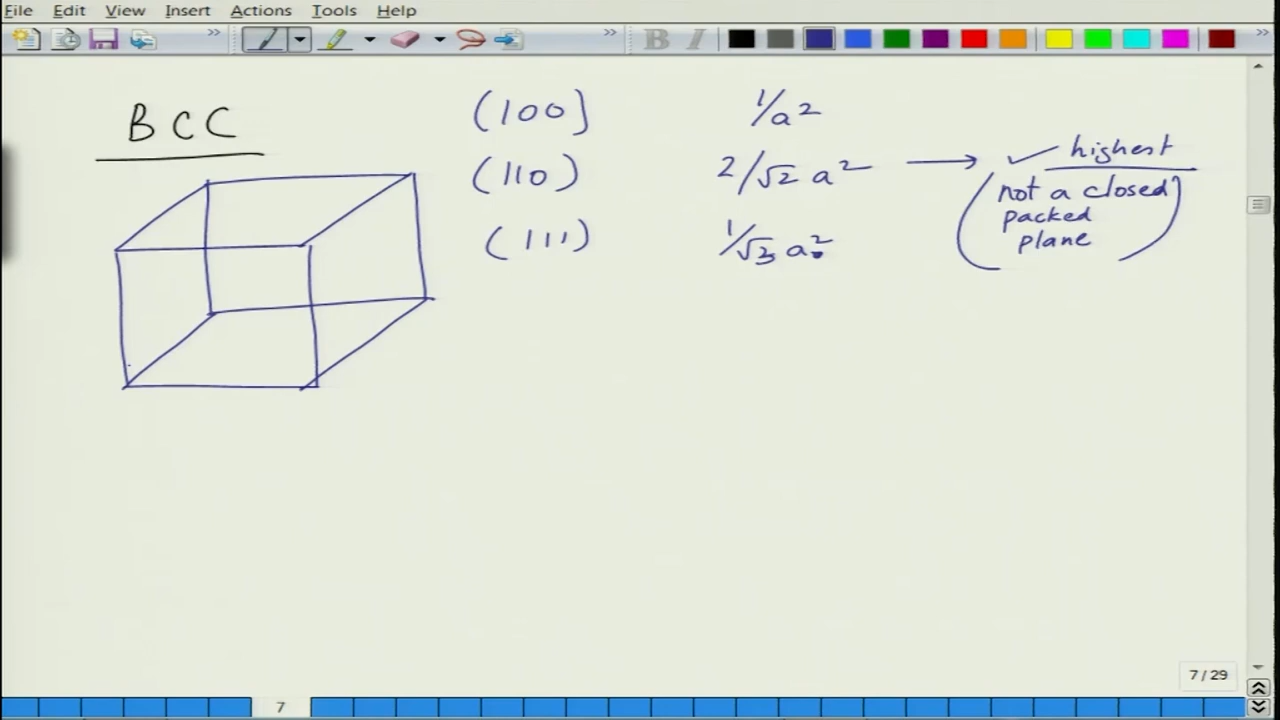 File Edit View Insert Actions Tools Help
B I
BCC
(100) 1/a²
(110) 2/√2 a² → ✓ highest
(not a closed
packed
plane)
(111) 1/√3 a²
7 / 29
7